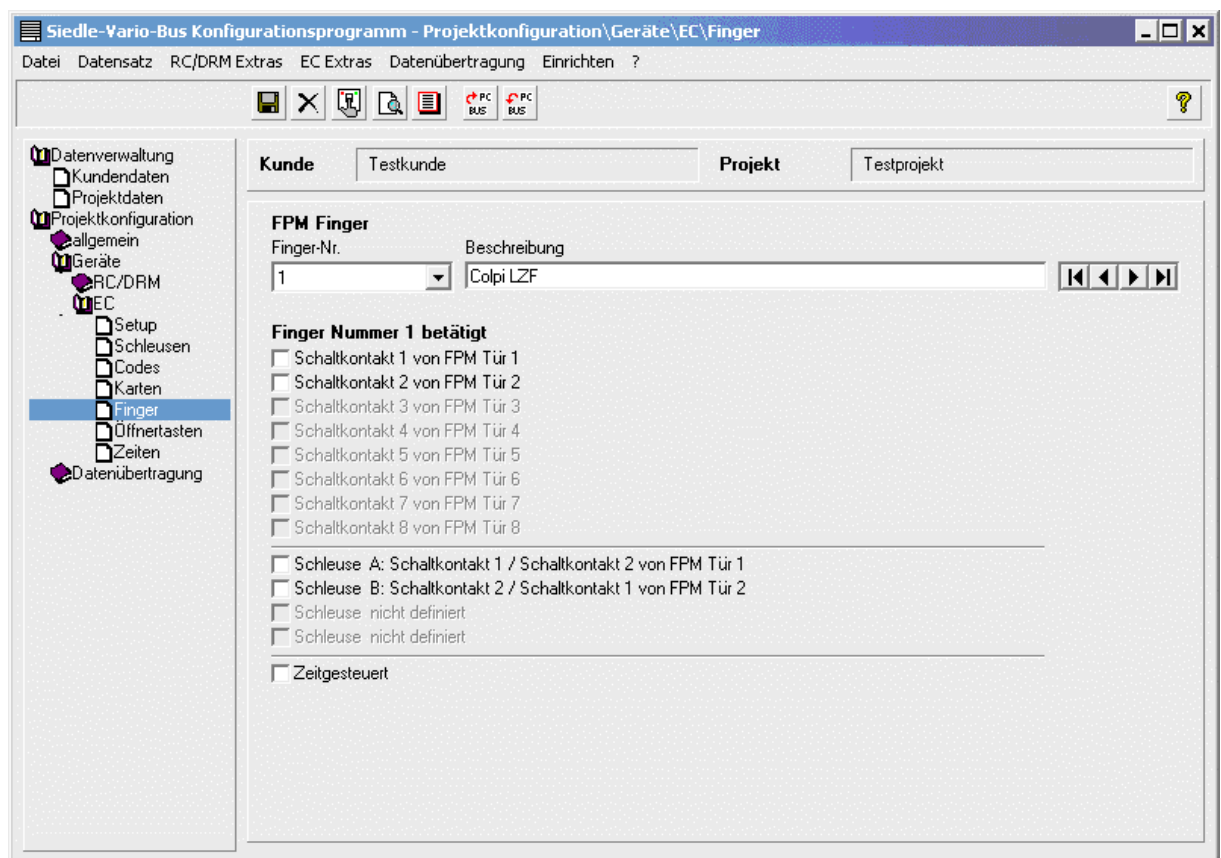 Siedle-Vario-Bus Konfigurationsprogramm - Projektkonfiguration\Geräte\EC\Finger
Datei Datensatz RC/DRM Extras EC Extras Datenübertragung Einrichten ?
PC BUS PC BUS
Datenverwaltung
Kundendaten
Projektdaten
Projektkonfiguration
allgemein
Geräte
RC/DRM
EC
Setup
Schleusen
Codes
Karten
Finger
Öffnertasten
Zeiten
Datenübertragung
Kunde Testkunde Projekt Testprojekt
FPM Finger
Finger-Nr. Beschreibung
1 Colpi LZF
Finger Nummer 1 betätigt
Schaltkontakt 1 von FPM Tür 1
Schaltkontakt 2 von FPM Tür 2
Schaltkontakt 3 von FPM Tür 3
Schaltkontakt 4 von FPM Tür 4
Schaltkontakt 5 von FPM Tür 5
Schaltkontakt 6 von FPM Tür 6
Schaltkontakt 7 von FPM Tür 7
Schaltkontakt 8 von FPM Tür 8
Schleuse A: Schaltkontakt 1 / Schaltkontakt 2 von FPM Tür 1
Schleuse B: Schaltkontakt 2 / Schaltkontakt 1 von FPM Tür 2
Schleuse nicht definiert
Schleuse nicht definiert
Zeitgesteuert